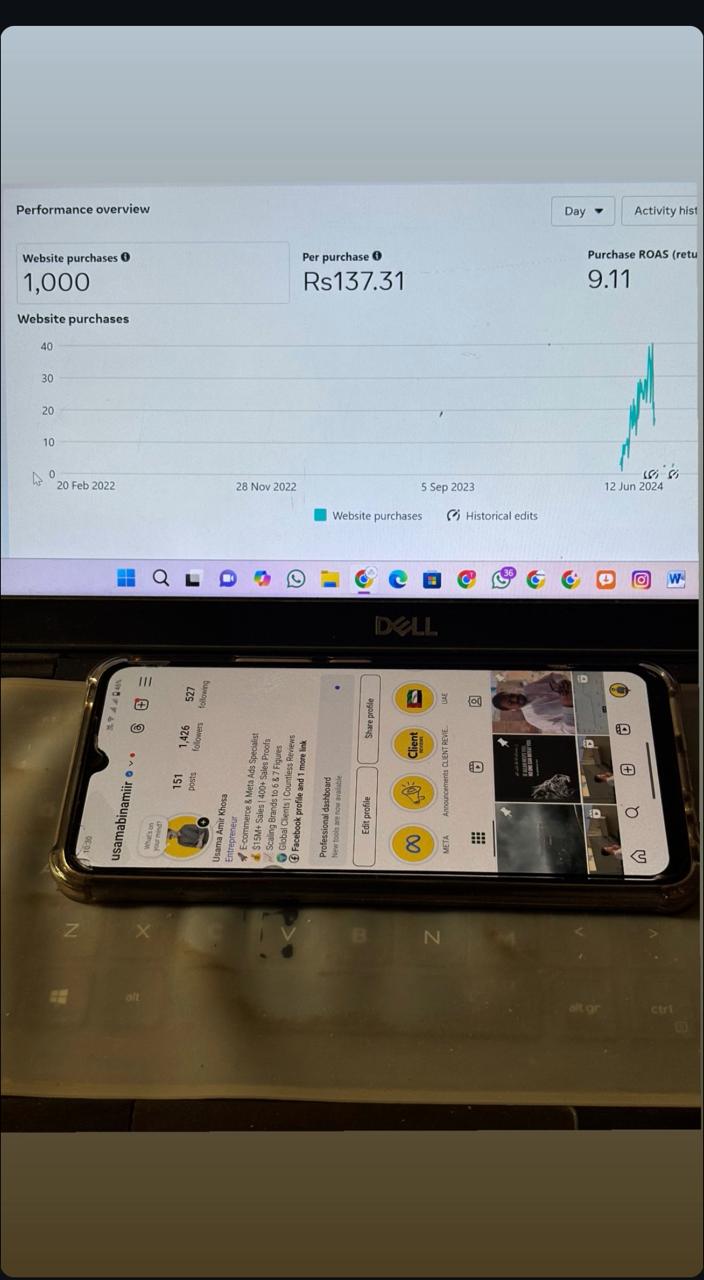 Performance overview
Day
Activity hist
Website purchases
1,000
Per purchase
Rs137.31
Purchase ROAS (retu
9.11
Website purchases
40
30
20
10
0
20 Feb 2022
28 Nov 2022
5 Sep 2023
12 Jun 2024
Website purchases
Historical edits
36
W
DELL
10:30
46%
usamabinamiir
What's on
your mind?
151
posts
1,426
followers
527
following
Usama Amir Khosa
Entrepreneur
🚀 E-commerce & Meta Ads Specialist
💰 $15M+ Sales | 400+ Sales Proofs
📈 Scaling Brands to 6 & 7 Figures
🌍 Global Clients | Countless Reviews
Facebook profile and 1 more link
Professional dashboard
New tools are now available.
Edit profile
Share profile
Client
META
Announcements
CLIENT REVIE..
UAE
Z
X
C
V
B
N
<
>
alt
alt gr
ctrl